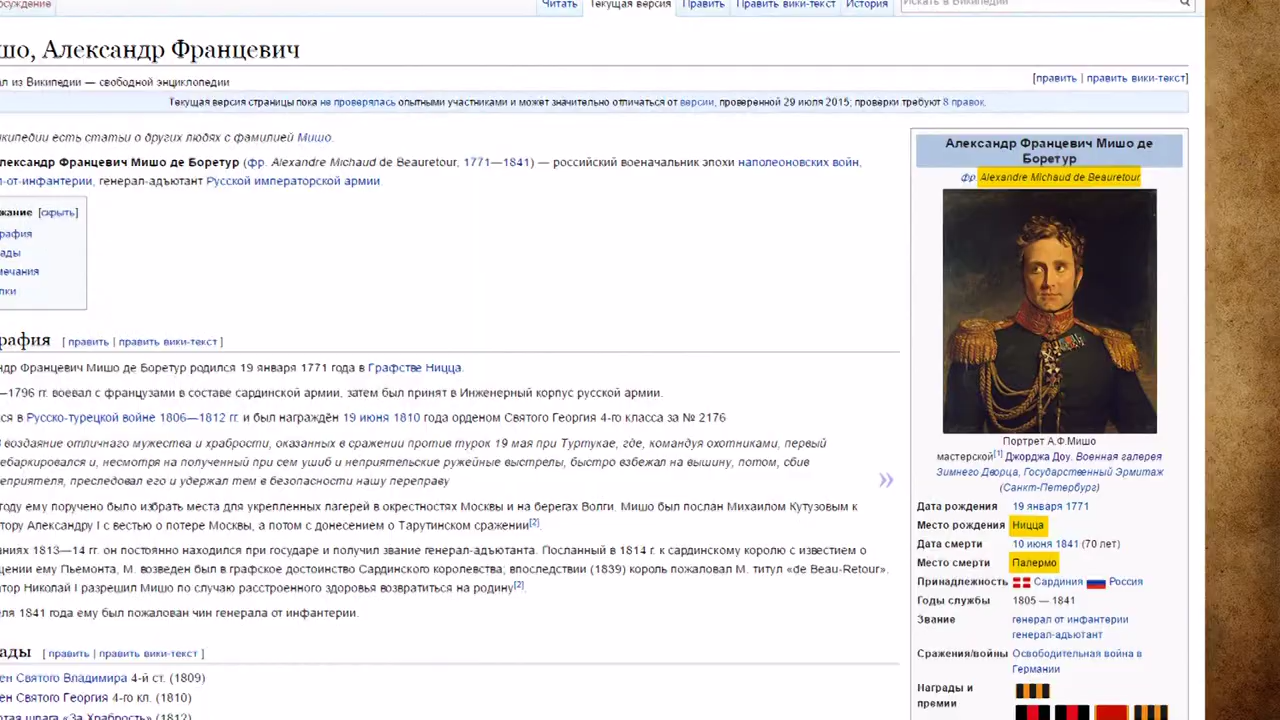 осуждение
Читать
Текущая версия
Править
Править вики-текст
История
Искать в Википедии
шо, Александр Францевич
ал из Википедии — свободной энциклопедии
[править | править вики-текст]
Текущая версия страницы пока не проверялась опытными участниками и может значительно отличаться от версии, проверенной 29 июля 2015; проверки требуют 8 правок.
кипедии есть статьи о других людях с фамилией Мишо.
лександр Францевич Мишо де Боретур (фр. Alexandre Michaud de Beauretour, 1771—1841) — российский военачальник эпохи наполеоновских войн,
-от-инфантерии, генерал-адъютант Русской императорской армии
жание [скрыть]
рафия
ады
мечания
лки
рафия [ править | править вики-текст ]
ндр Францевич Мишо де Боретур родился 19 января 1771 года в Графстве Ницца.
—1796 гг. воевал с французами в составе сардинской армии, затем был принят в Инженерный корпус русской армии.
лся в Русско-турецкой войне 1806—1812 гг. и был награждён 19 июня 1810 года орденом Святого Георгия 4-го класса за № 2176
воздаяние отличнаго мужества и храбрости, оказанных в сражении против турок 19 мая при Туртукае, где, командуя охотниками, первый
ебаркировался и, несмотря на полученный при сем ушиб и неприятельские ружейные выстрелы, быстро взбежал на вышину, потом, сбив
еприятеля, преследовал его и удержал тем в безопасности нашу переправу
»
году ему поручено было избрать места для укрепленных лагерей в окрестностях Москвы и на берегах Волги. Мишо был послан Михаилом Кутузовым к
тору Александру I с вестью о потере Москвы, а потом с донесением о Тарутинском сражении[2].
ниях 1813—14 гг. он постоянно находился при государе и получил звание генерал-адъютанта. Посланный в 1814 г. к сардинскому королю с известием о
щении ему Пьемонта, М. возведен был в графское достоинство Сардинского королевства; впоследствии (1839) король пожаловал М. титул «de Beau-Retour».
тор Николай I разрешил Мишо по случаю расстроенного здоровья возвратиться на родину[2].
ля 1841 года ему был пожалован чин генерала от инфантерии.
ады [ править | править вики-текст ]
ен Святого Владимира 4-й ст. (1809)
ен Святого Георгия 4-го кл. (1810)
отая шпага «За Храбрость» (1812)
Александр Францевич Мишо де
Боретур
фр. Alexandre Michaud de Beauretour
Портрет А.Ф.Мишо
мастерской[1] Джорджа Доу. Военная галерея
Зимнего Дворца, Государственный Эрмитаж
(Санкт-Петербург)
Дата рождения 19 января 1771
Место рождения Ницца
Дата смерти 10 июня 1841 (70 лет)
Место смерти Палермо
Принадлежность Сардиния Россия
Годы службы 1805 — 1841
Звание генерал от инфантерии
генерал-адъютант
Сражения/войны Освободительная война в
Германии
Награды и
премии